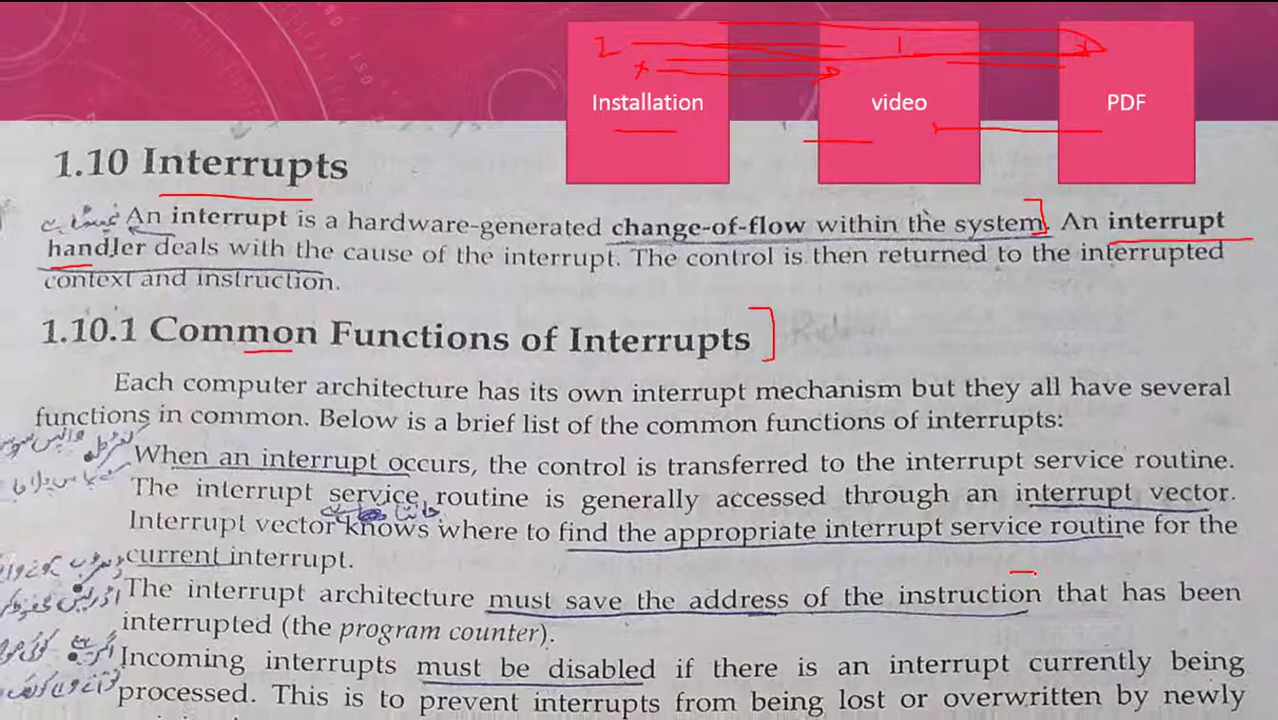 Installation
video
PDF
1.10 Interrupts
An interrupt is a hardware-generated change-of-flow within the system. An interrupt
handler deals with the cause of the interrupt. The control is then returned to the interrupted
context and instruction.
1.10.1 Common Functions of Interrupts
Each computer architecture has its own interrupt mechanism but they all have several
functions in common. Below is a brief list of the common functions of interrupts:
When an interrupt occurs, the control is transferred to the interrupt service routine.
The interrupt service routine is generally accessed through an interrupt vector.
Interrupt vector knows where to find the appropriate interrupt service routine for the
current interrupt.
The interrupt architecture must save the address of the instruction that has been
interrupted (the program counter).
Incoming interrupts must be disabled if there is an interrupt currently being
processed. This is to prevent interrupts from being lost or overwritten by newly